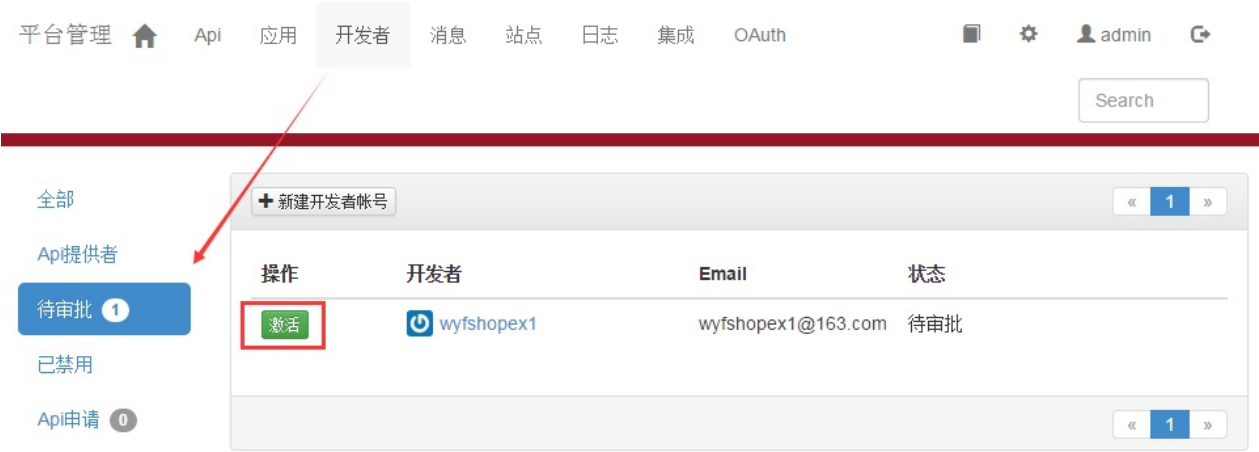 平台管理 Api 应用 开发者 消息 站点 日志 集成 OAuth admin
Search
全部
Api提供者
待审批 1
已禁用
Api申请 0
新建开发者帐号 « 1 »
操作 开发者 Email 状态
激活 wyfshopex1 wyfshopex1@163.com 待审批
« 1 »